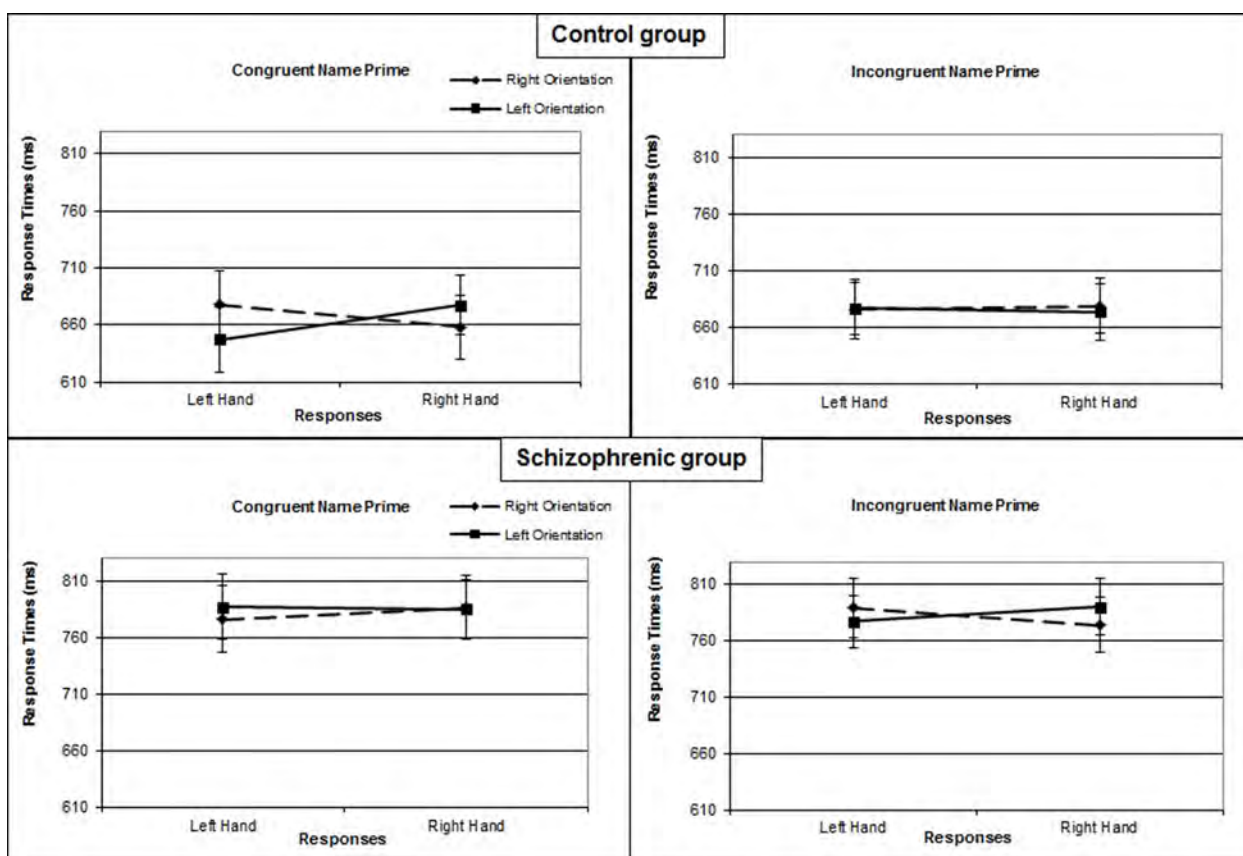 Control group
Congruent Name Prime
Right Orientation
Left Orientation
Response Times (ms)
810
760
710
660
610
Left Hand
Right Hand
Responses
Incongruent Name Prime
Response Times (ms)
810
760
710
660
610
Left Hand
Right Hand
Responses
Schizophrenic group
Congruent Name Prime
Right Orientation
Left Orientation
Response Times (ms)
810
760
710
660
610
Left Hand
Right Hand
Responses
Incongruent Name Prime
Response Times (ms)
810
760
710
660
610
Left Hand
Right Hand
Responses